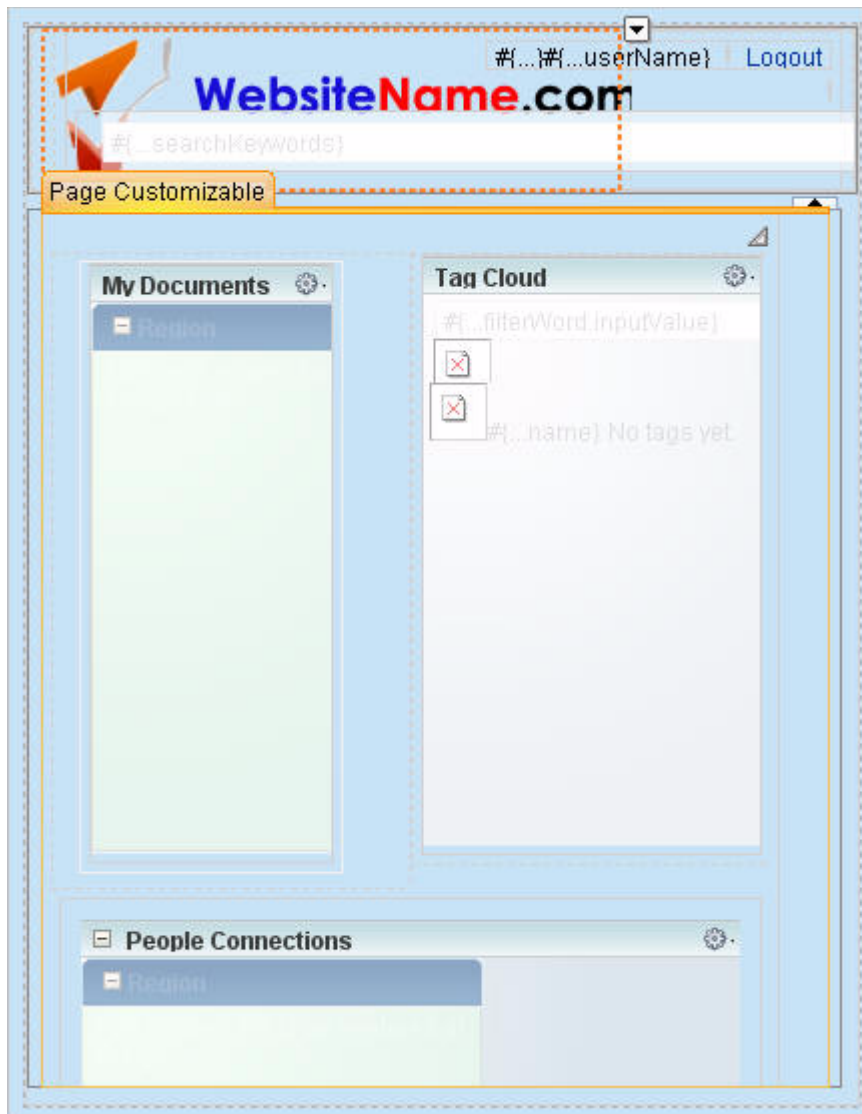 #{...}#{...userName} Logout
WebsiteName.com
#{...searchKeywords}
Page Customizable
My Documents
Tag Cloud
Region
#{...filterWord.inputValue}
#{...name} No tags yet.
People Connections
Region